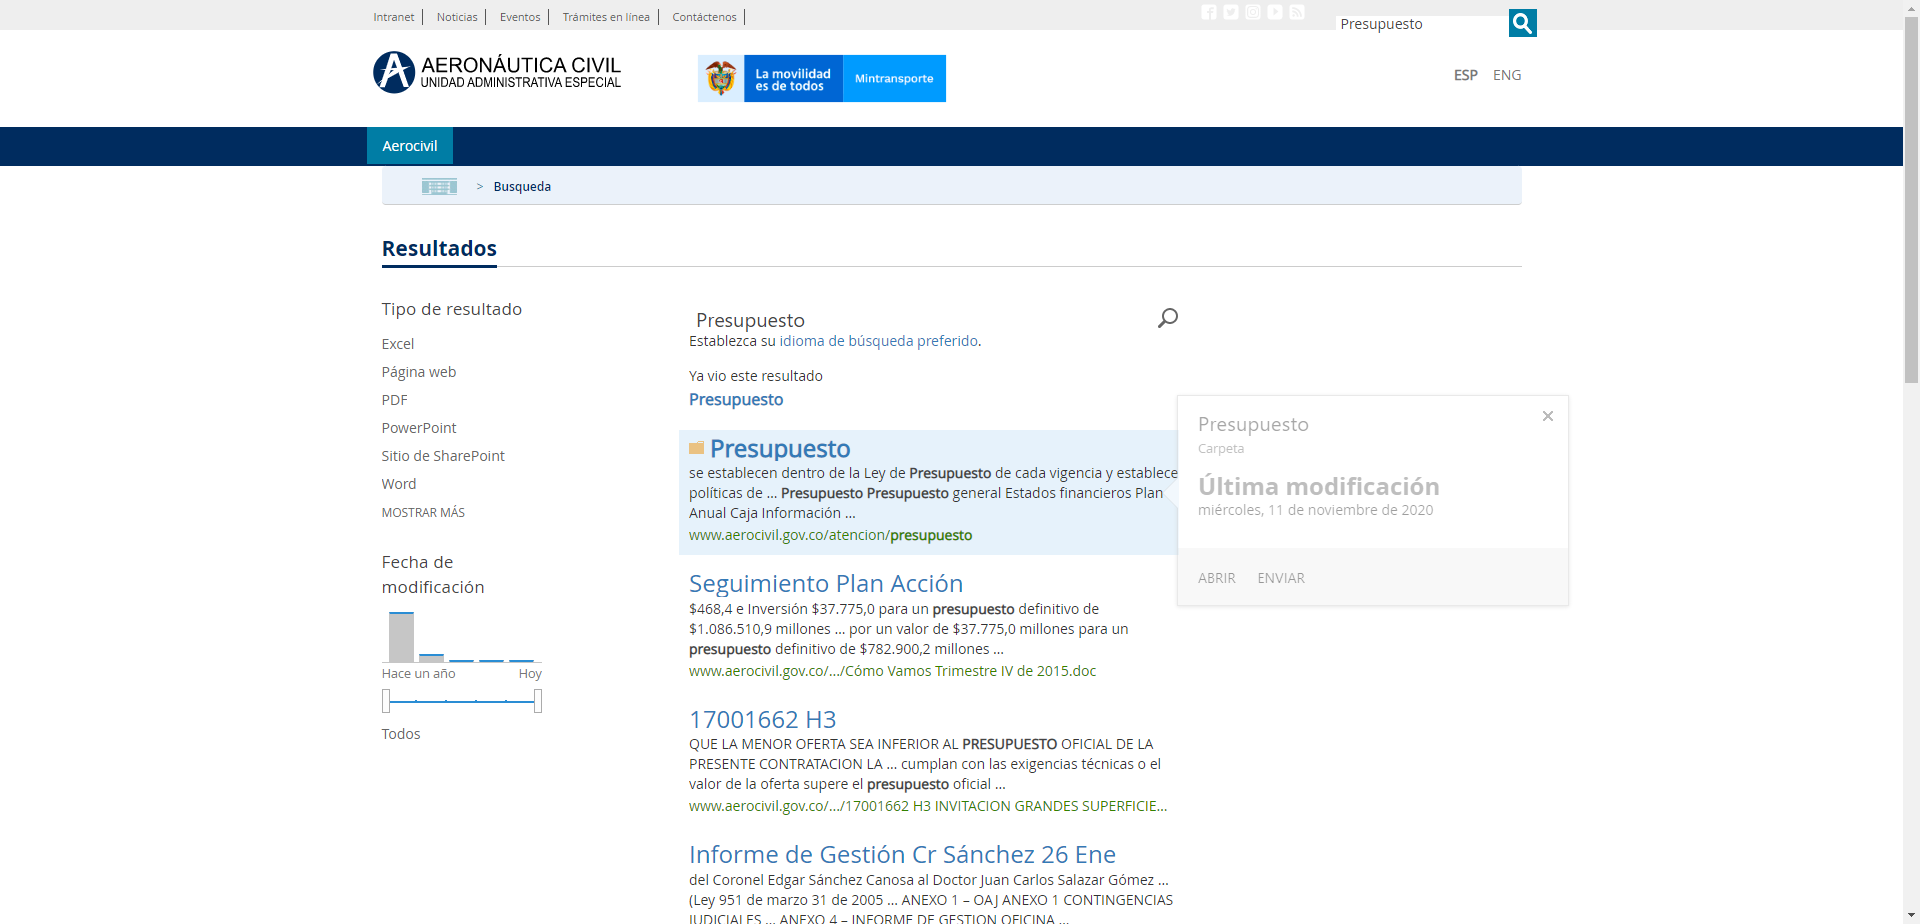 Intranet
Noticias
Eventos
Trámites en línea
Contáctenos
Presupuesto
AERONÁUTICA CIVIL
UNIDAD ADMINISTRATIVA ESPECIAL
La movilidad
es de todos
Mintransporte
ESP
ENG
Aerocivil
> Busqueda
Resultados
Tipo de resultado
Excel
Página web
PDF
PowerPoint
Sitio de SharePoint
Word
MOSTRAR MÁS
Fecha de
modificación
Hace un año
Hoy
Todos
Presupuesto
Establezca su idioma de búsqueda preferido.
Ya vio este resultado
Presupuesto
Presupuesto
se establecen dentro de la Ley de Presupuesto de cada vigencia y establece
políticas de ... Presupuesto Presupuesto general Estados financieros Plan
Anual Caja Información ...
www.aerocivil.gov.co/atencion/presupuesto
Seguimiento Plan Acción
$468,4 e Inversión $37.775,0 para un presupuesto definitivo de
$1.086.510,9 millones ... por un valor de $37.775,0 millones para un
presupuesto definitivo de $782.900,2 millones ...
www.aerocivil.gov.co/.../Cómo Vamos Trimestre IV de 2015.doc
17001662 H3
QUE LA MENOR OFERTA SEA INFERIOR AL PRESUPUESTO OFICIAL DE LA
PRESENTE CONTRATACION LA ... cumplan con las exigencias técnicas o el
valor de la oferta supere el presupuesto oficial ...
www.aerocivil.gov.co/.../17001662 H3 INVITACION GRANDES SUPERFICIE...
Informe de Gestión Cr Sánchez 26 Ene
del Coronel Edgar Sánchez Canosa al Doctor Juan Carlos Salazar Gómez ...
(Ley 951 de marzo 31 de 2005 ... ANEXO 1 – OAJ ANEXO 1 CONTINGENCIAS
JUDICIALES ... ANEXO 4 – INFORME DE GESTION OFICINA ...
Presupuesto
Carpeta
Última modificación
miércoles, 11 de noviembre de 2020
ABRIR
ENVIAR